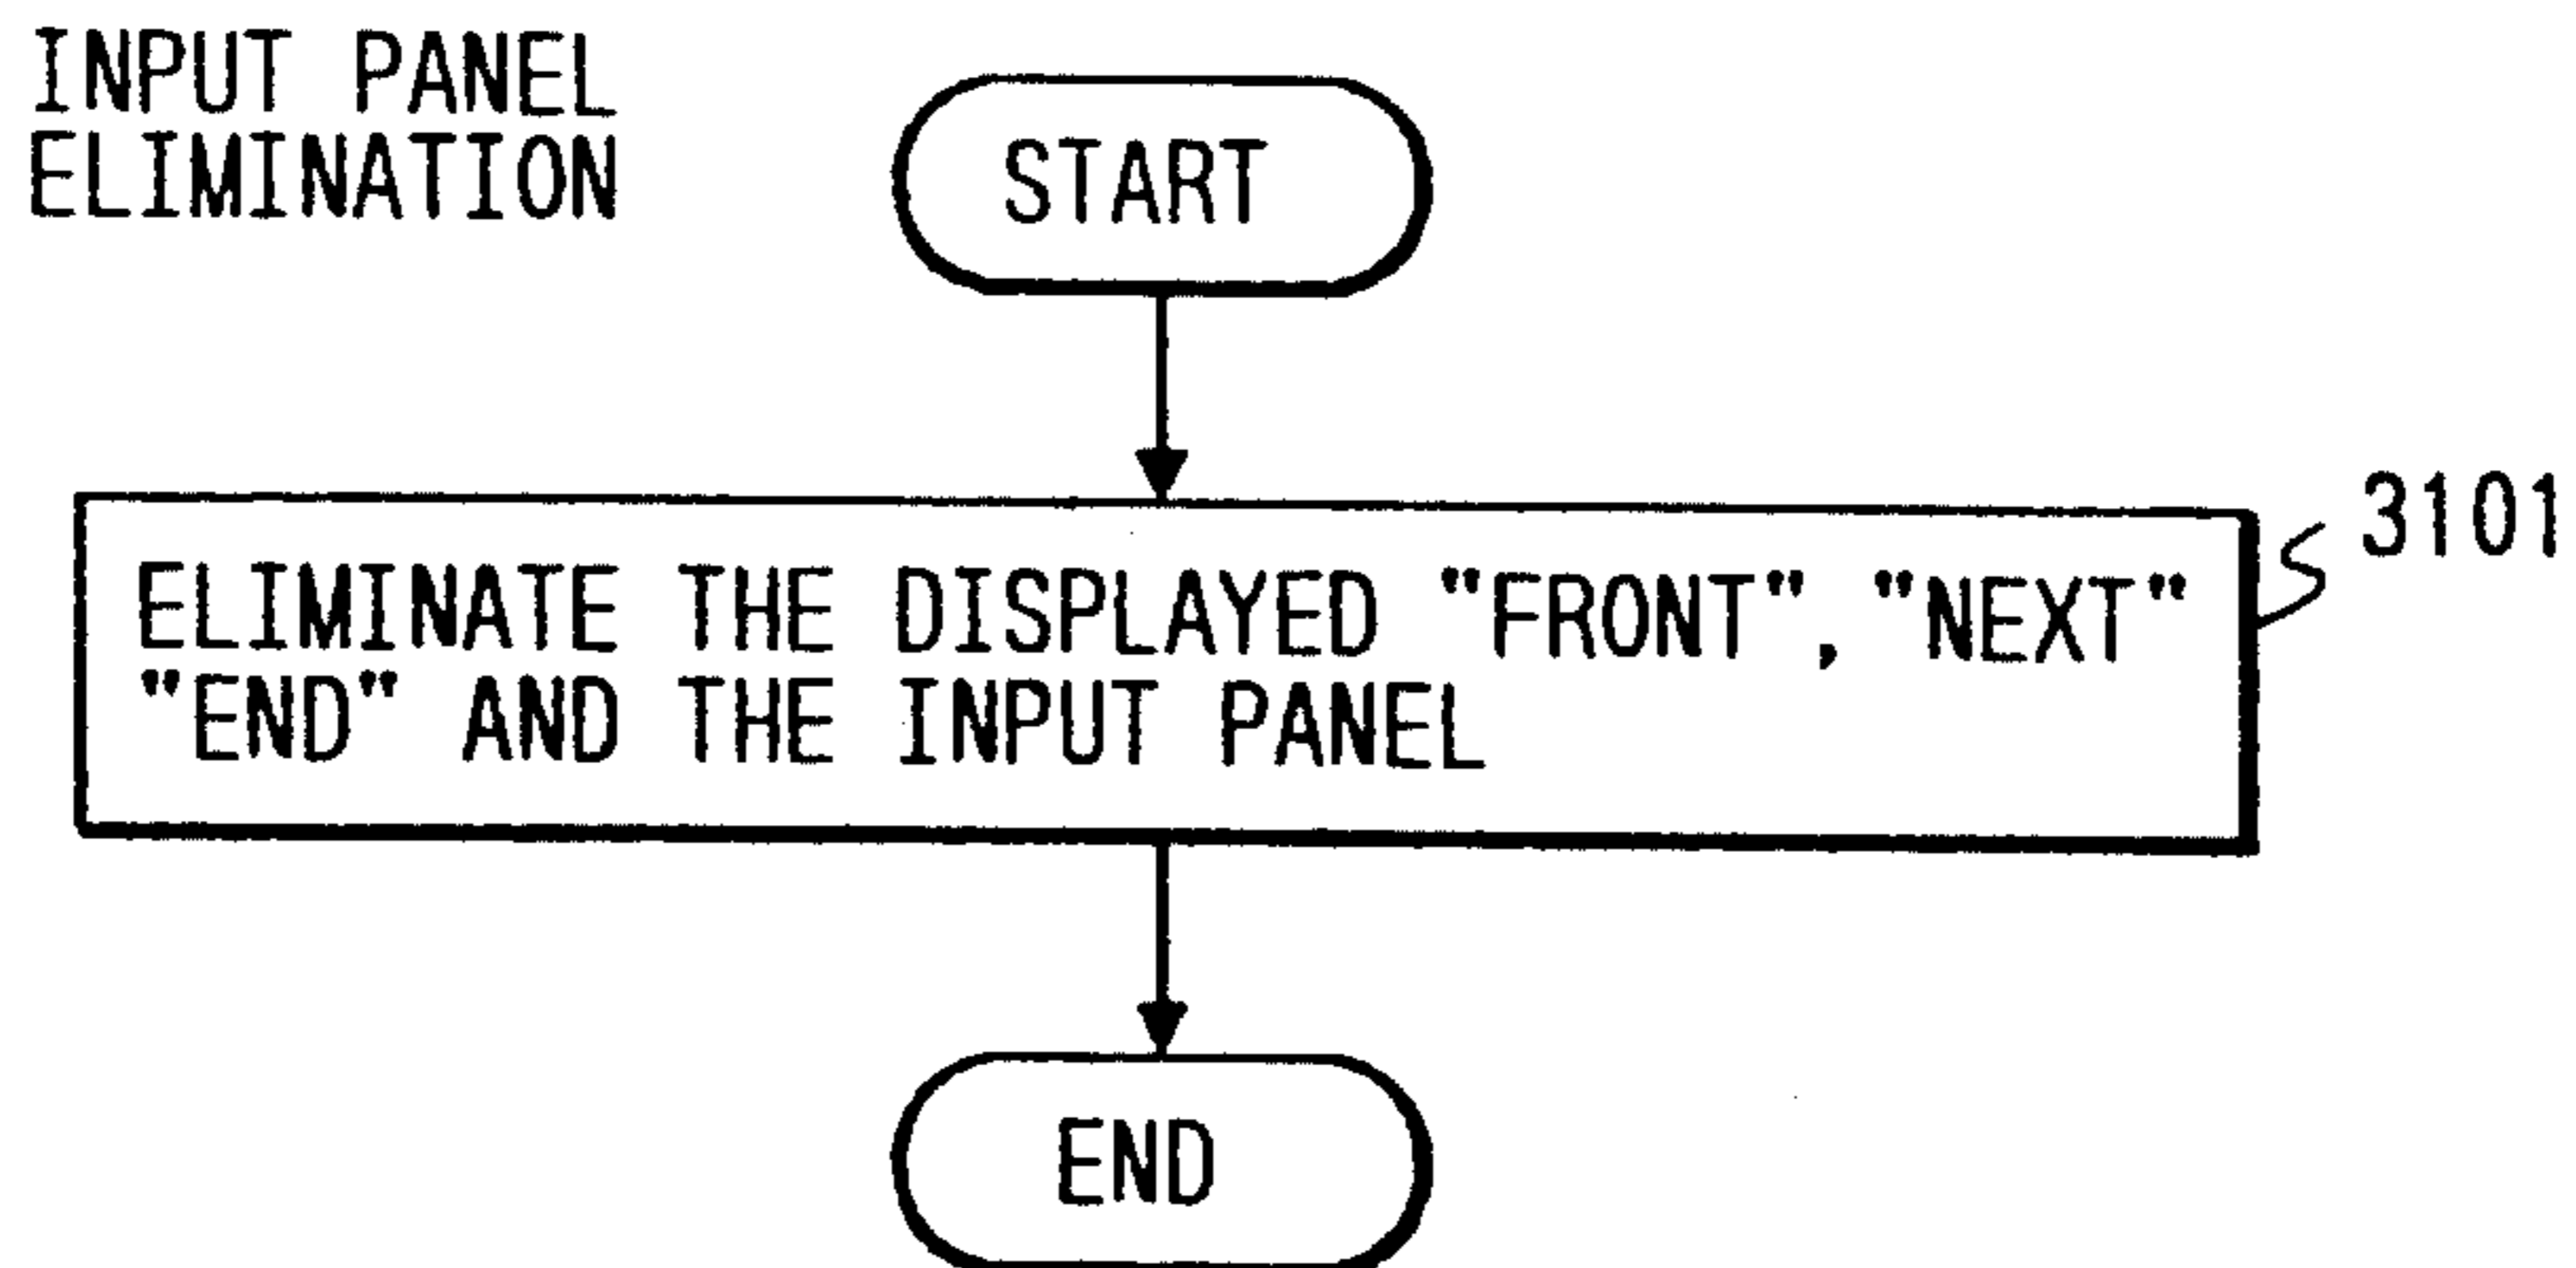 INPUT PANEL
ELIMINATION
START
3101
ELIMINATE THE DISPLAYED "FRONT", "NEXT"
"END" AND THE INPUT PANEL
END